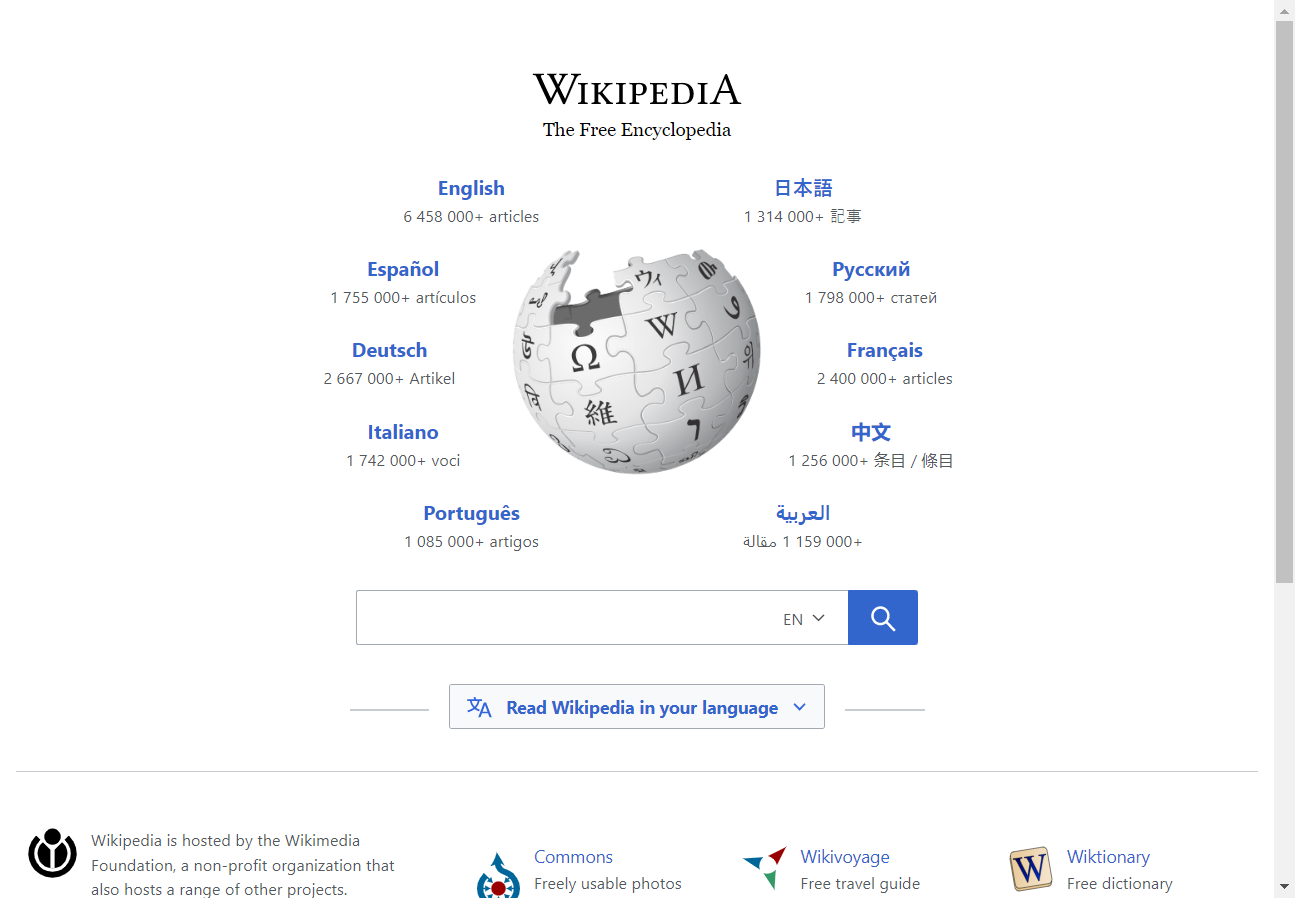 WIKIPEDIA
The Free Encyclopedia
English
6 458 000+ articles
日本語
1 314 000+ 記事
Español
1 755 000+ artículos
Русский
1 798 000+ статей
Deutsch
2 667 000+ Artikel
Français
2 400 000+ articles
Italiano
1 742 000+ voci
中文
1 256 000+ 条目 / 條目
Português
1 085 000+ artigos
العربية
1 159 000+ مقالة
Ω
W
ウィ
И
維
EN
Read Wikipedia in your language
Wikipedia is hosted by the Wikimedia
Foundation, a non-profit organization that
also hosts a range of other projects.
Commons
Freely usable photos
Wikivoyage
Free travel guide
W
Wiktionary
Free dictionary